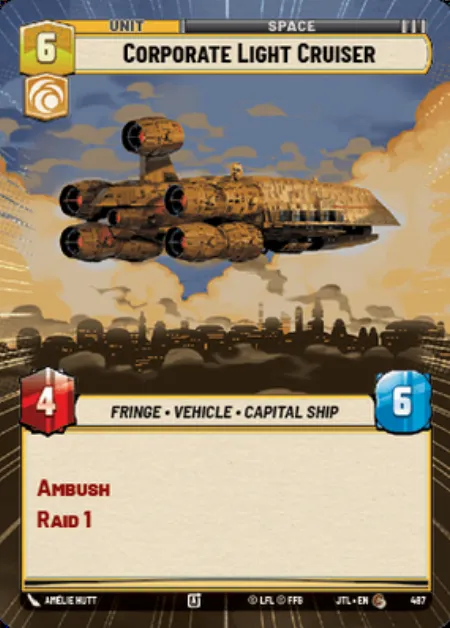 UNIT SPACE
6 CORPORATE LIGHT CRUISER
4 FRINGE • VEHICLE • CAPITAL SHIP 6
AMBUSH
RAID 1
AMÉLIE HUTT © LFL © FFG JTL • EN 487